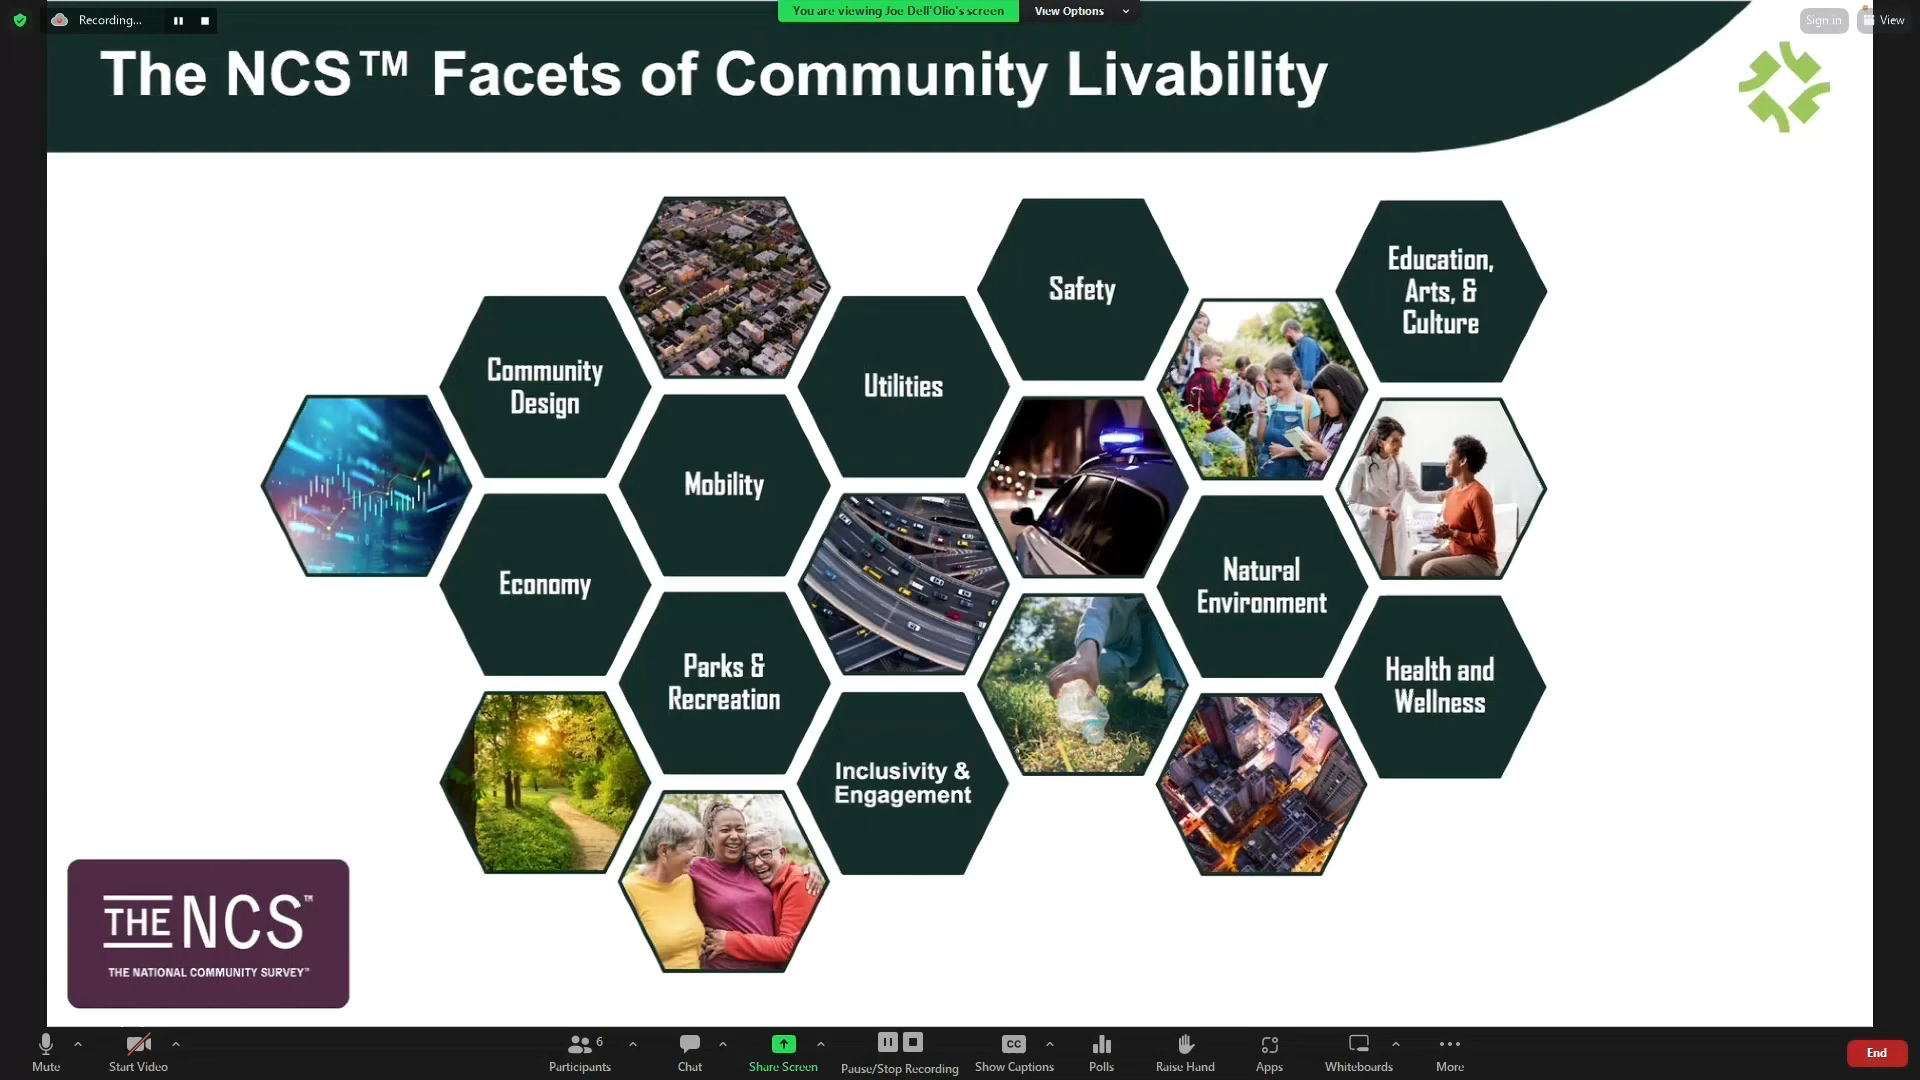 Recording...
You are viewing Joe Dell'Olio's screen
View Options
Sign in
View
The NCS™ Facets of Community Livability
Safety
Education,
Arts, &
Culture
Community
Design
Utilities
Mobility
Economy
Natural
Environment
Parks &
Recreation
Health and
Wellness
Inclusivity &
Engagement
THE NCS™
THE NATIONAL COMMUNITY SURVEY™
Mute
Start Video
6
Participants
Chat
Share Screen
Pause/Stop Recording
CC
Show Captions
Polls
Raise Hand
Apps
Whiteboards
More
End